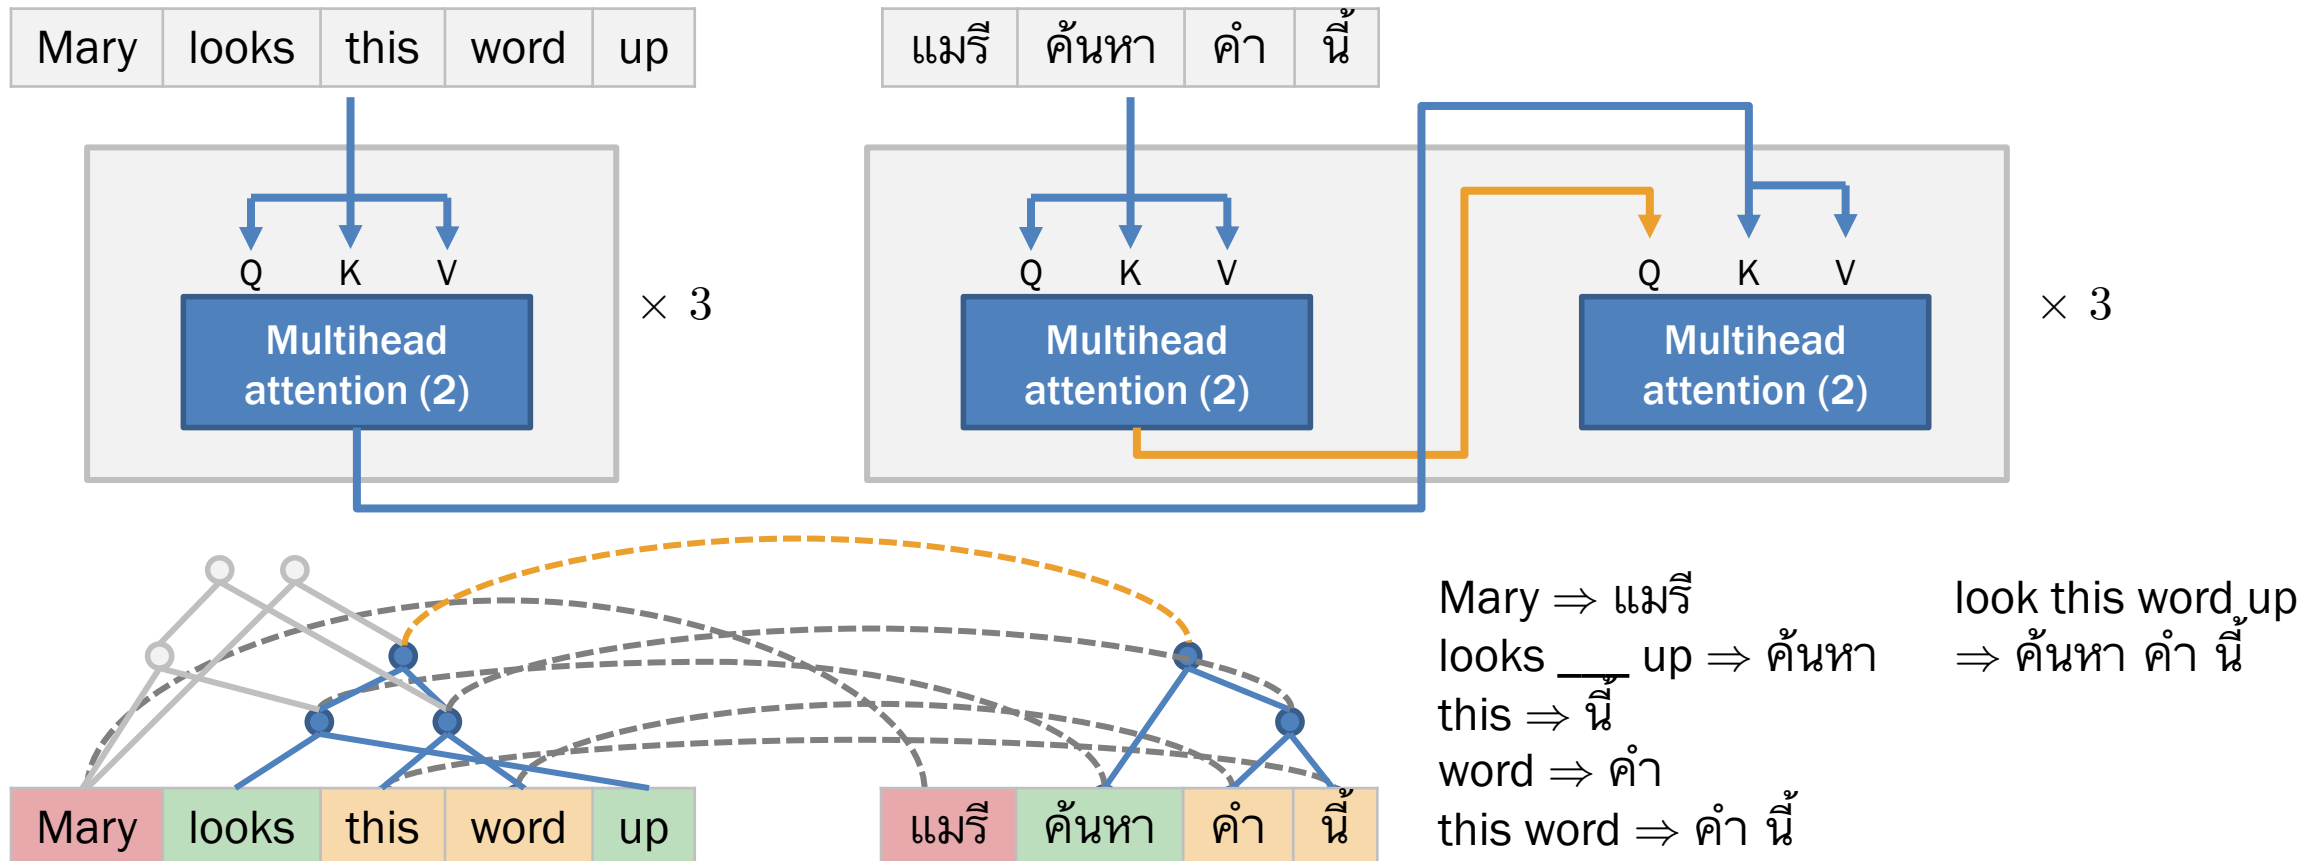 Mary looks this word up
แมรี ค้นหา คำ นี้
Q K V
Multihead
attention (2)
× 3
Q K V
Multihead
attention (2)
Q K V
Multihead
attention (2)
× 3
Mary looks this word up
แมรี ค้นหา คำ นี้
Mary ⇒ แมรี
looks ___ up ⇒ ค้นหา
this ⇒ นี้
word ⇒ คำ
this word ⇒ คำ นี้
look this word up
⇒ ค้นหา คำ นี้